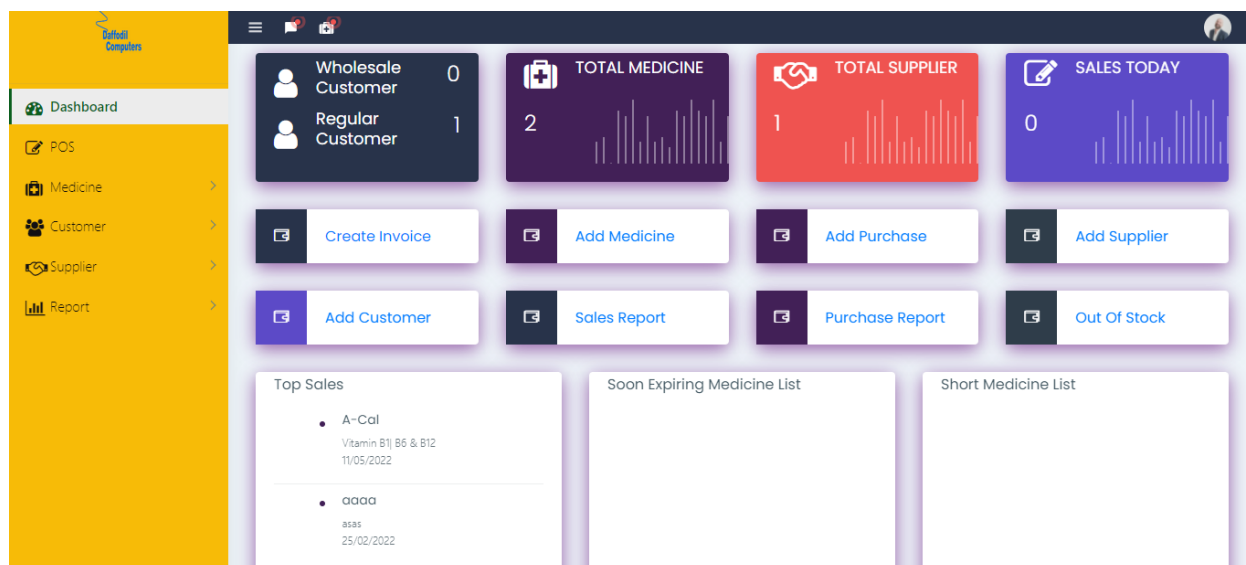 Daffodil
Computers
Dashboard
POS
Medicine
Customer
Supplier
Report
Wholesale
Customer
0
Regular
Customer
1
TOTAL MEDICINE
2
TOTAL SUPPLIER
1
SALES TODAY
0
Create Invoice
Add Medicine
Add Purchase
Add Supplier
Add Customer
Sales Report
Purchase Report
Out Of Stock
Top Sales
A-Cal
Vitamin B1| B6 & B12
11/05/2022
aaaa
asas
25/02/2022
Soon Expiring Medicine List
Short Medicine List